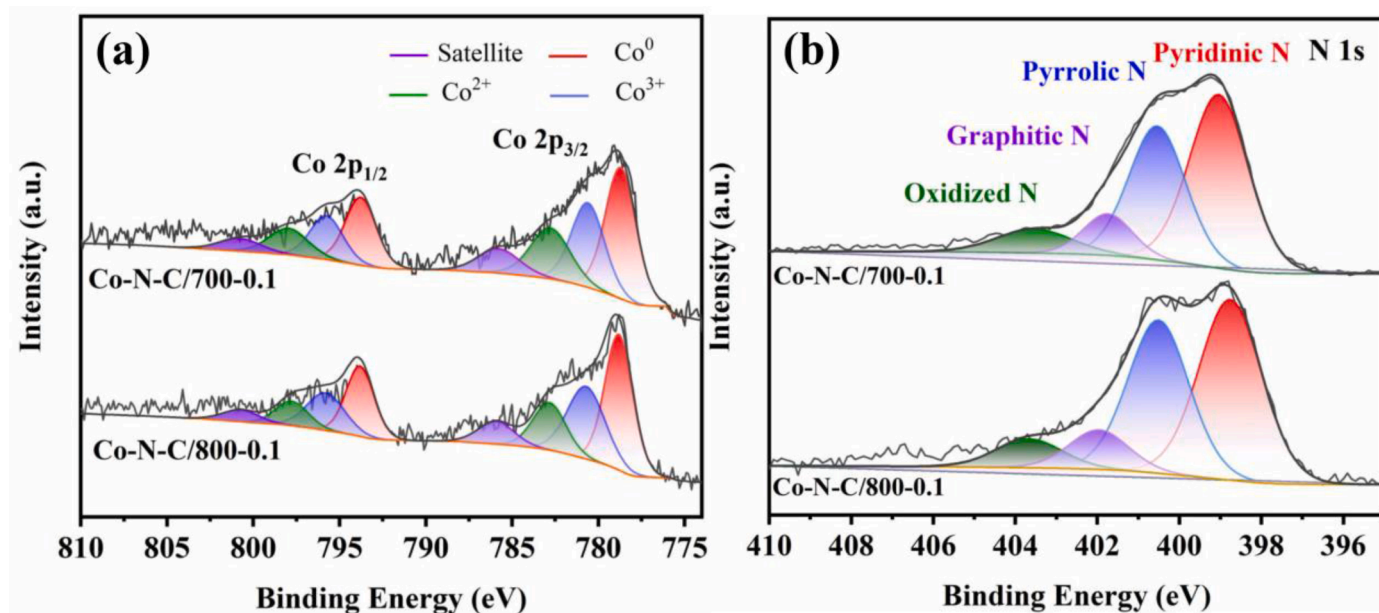 (a)
Satellite
Co⁰
Co²⁺
Co³⁺
Co 2p₁/₂
Co 2p₃/₂
Co-N-C/700-0.1
Co-N-C/800-0.1
Intensity (a.u.)
810 805 800 795 790 785 780 775
Binding Energy (eV)
(b)
N 1s
Pyridinic N
Pyrrolic N
Graphitic N
Oxidized N
Co-N-C/700-0.1
Co-N-C/800-0.1
Intensity (a.u.)
410 408 406 404 402 400 398 396
Binding Energy (eV)